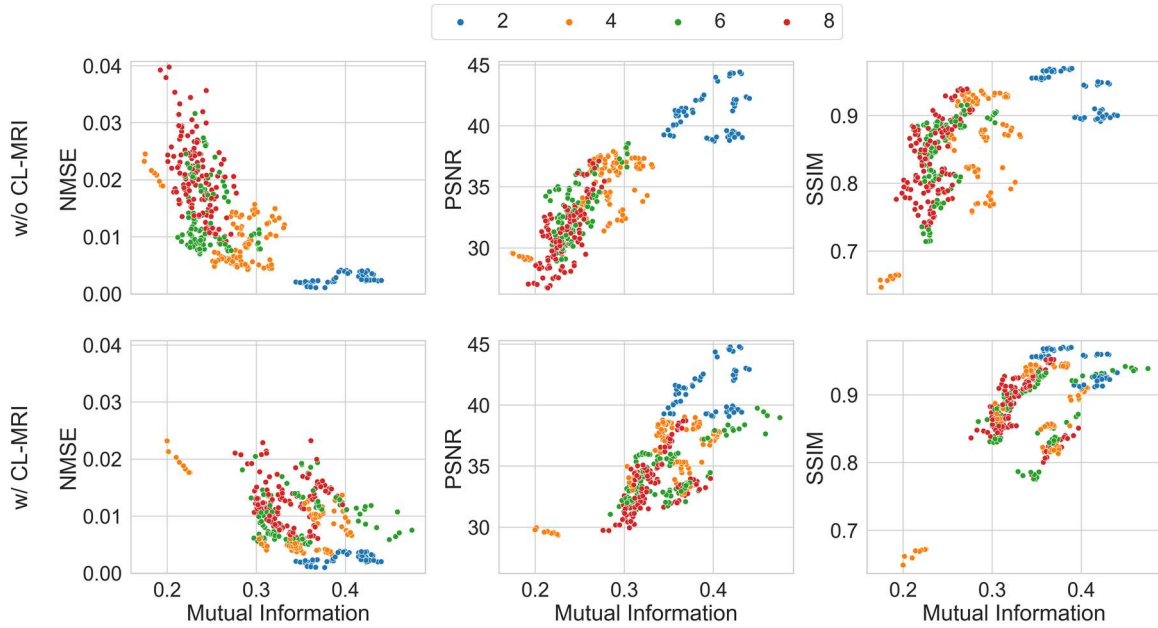 2 4 6 8
w/o CL-MRI
NMSE
0.04
0.03
0.02
0.01
0.00
PSNR
45
40
35
30
SSIM
0.9
0.8
0.7
w/ CL-MRI
NMSE
0.04
0.03
0.02
0.01
0.00
0.2 0.3 0.4
Mutual Information
PSNR
45
40
35
30
0.2 0.3 0.4
Mutual Information
SSIM
0.9
0.8
0.7
0.2 0.3 0.4
Mutual Information